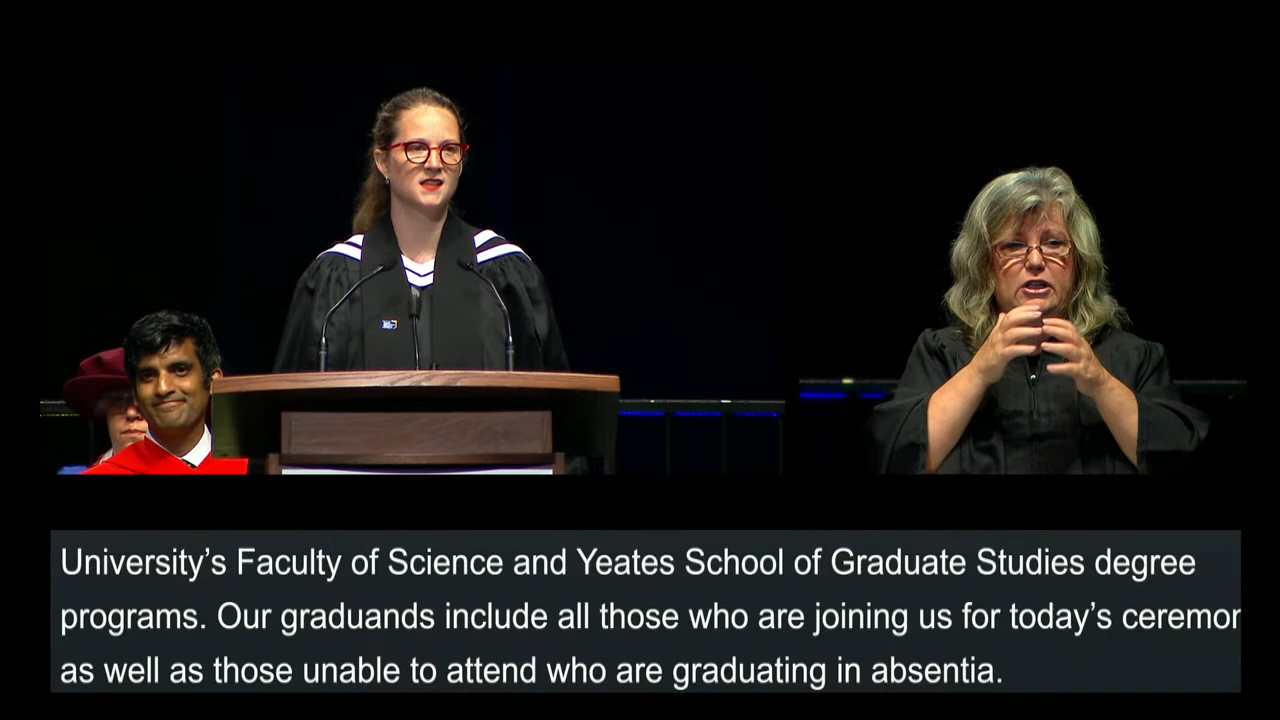 University’s Faculty of Science and Yeates School of Graduate Studies degree
programs. Our graduands include all those who are joining us for today’s ceremor
as well as those unable to attend who are graduating in absentia.